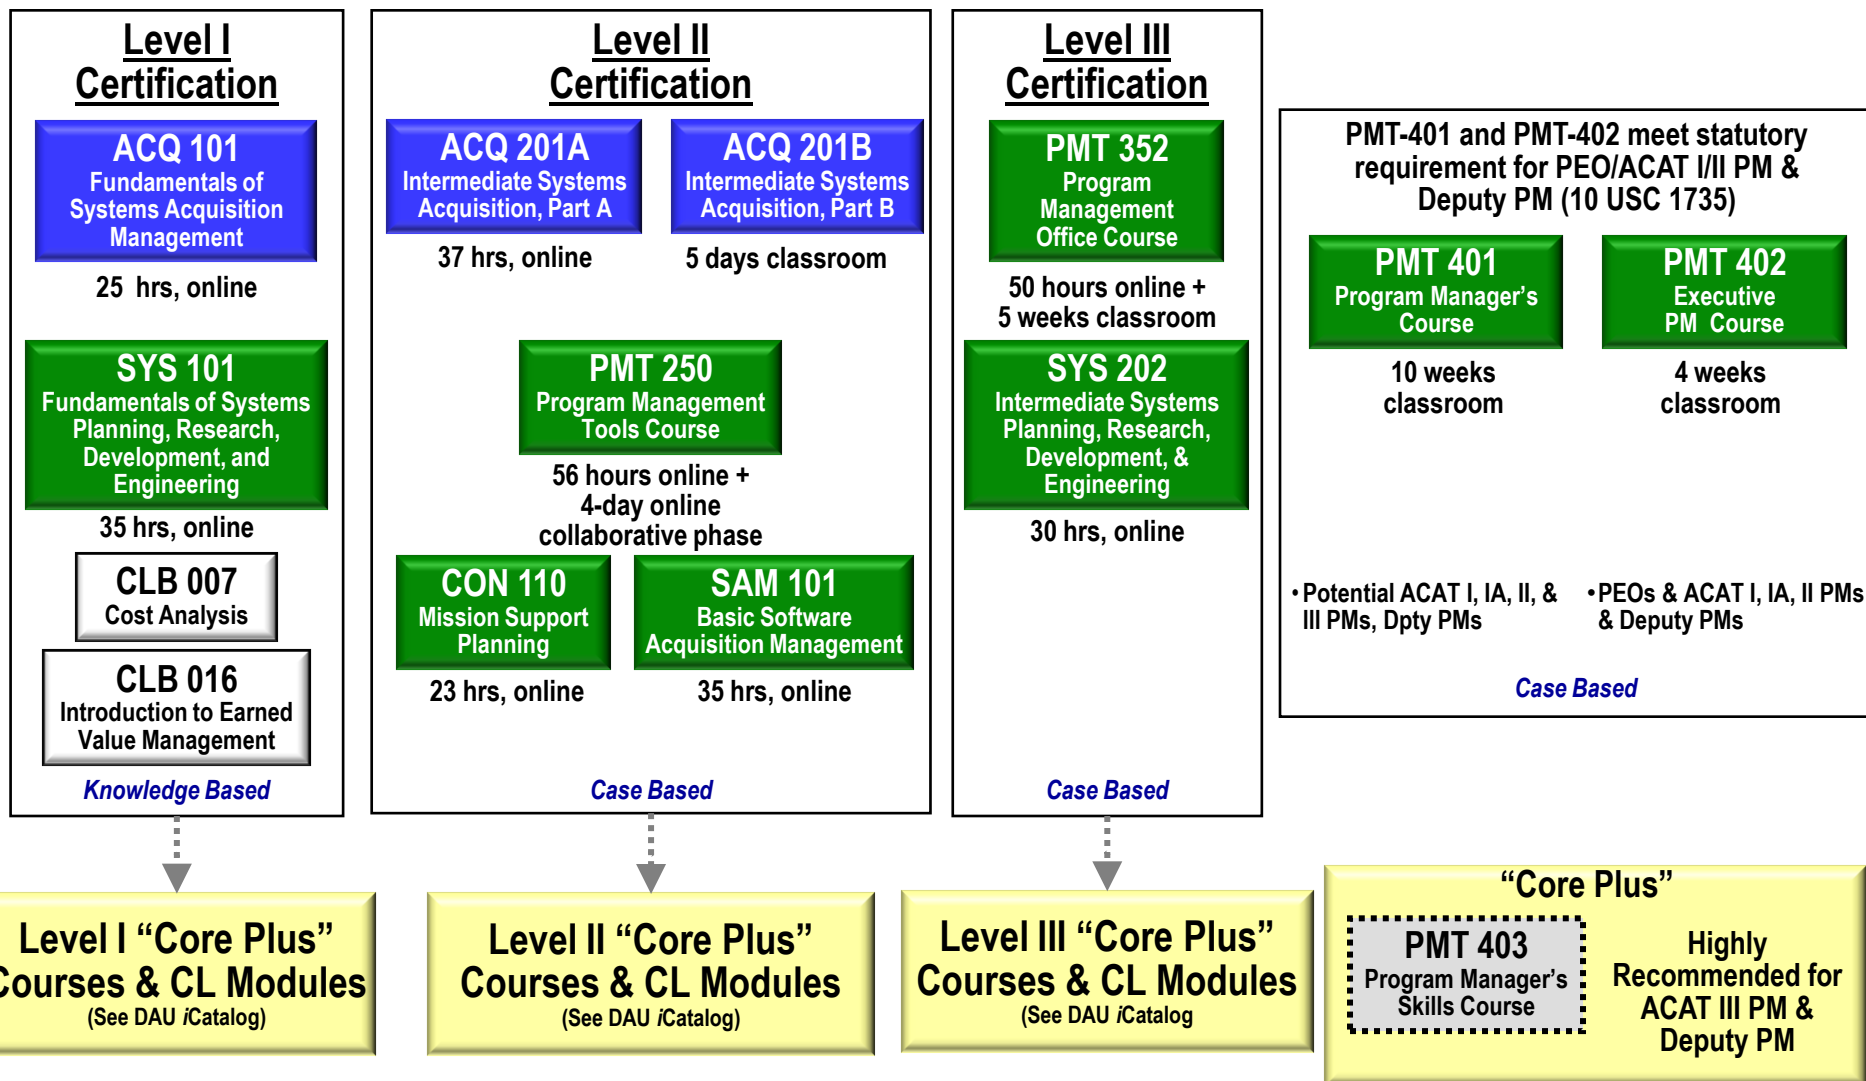 Level I
Certification
ACQ 101
Fundamentals of
Systems Acquisition
Management
25 hrs, online
SYS 101
Fundamentals of Systems
Planning, Research,
Development, and
Engineering
35 hrs, online
CLB 007
Cost Analysis
CLB 016
Introduction to Earned
Value Management
Knowledge Based
Level II
Certification
ACQ 201A
Intermediate Systems
Acquisition, Part A
37 hrs, online
ACQ 201B
Intermediate Systems
Acquisition, Part B
5 days classroom
PMT 250
Program Management
Tools Course
56 hours online +
4-day online
collaborative phase
CON 110
Mission Support
Planning
23 hrs, online
SAM 101
Basic Software
Acquisition Management
35 hrs, online
Case Based
Level III
Certification
PMT 352
Program
Management
Office Course
50 hours online +
5 weeks classroom
SYS 202
Intermediate Systems
Planning, Research,
Development, &
Engineering
30 hrs, online
Case Based
PMT-401 and PMT-402 meet statutory
requirement for PEO/ACAT I/II PM &
Deputy PM (10 USC 1735)
PMT 401
Program Manager’s
Course
10 weeks
classroom
• Potential ACAT I, IA, II, &
III PMs, Dpty PMs
PMT 402
Executive
PM Course
4 weeks
classroom
• PEOs & ACAT I, IA, II PMs
& Deputy PMs
Case Based
Level I “Core Plus”
Courses & CL Modules
(See DAU iCatalog)
Level II “Core Plus”
Courses & CL Modules
(See DAU iCatalog)
Level III “Core Plus”
Courses & CL Modules
(See DAU iCatalog
“Core Plus”
PMT 403
Program Manager’s
Skills Course
Highly
Recommended for
ACAT III PM &
Deputy PM